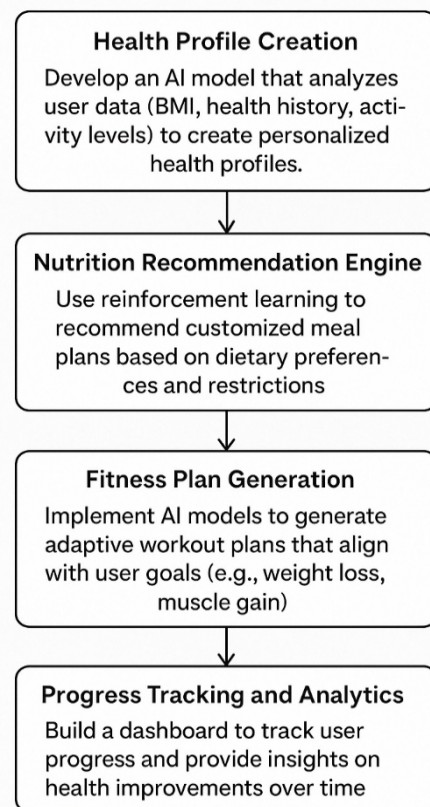 Health Profile Creation
Develop an AI model that analyzes
user data (BMI, health history, acti-
vity levels) to create personalized
health profiles.
Nutrition Recommendation Engine
Use reinforcement learning to
recommend customized meal
plans based on dietary preferen-
ces and restrictions
Fitness Plan Generation
Implement AI models to generate
adaptive workout plans that align
with user goals (e.g., weight loss,
muscle gain)
Progress Tracking and Analytics
Build a dashboard to track user
progress and provide insights on
health improvements over time